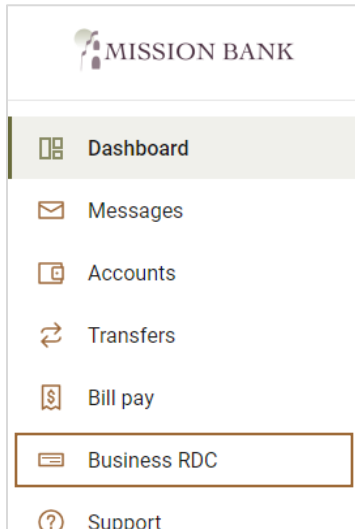 MISSION BANK
Dashboard
Messages
Accounts
Transfers
Bill pay
Business RDC
Support